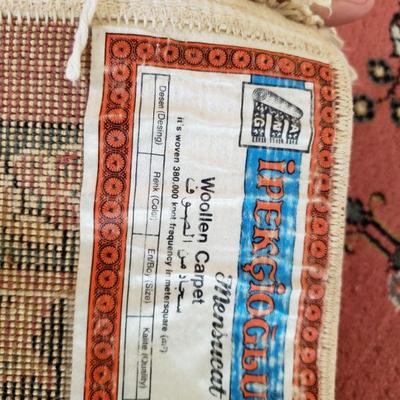 İPEKÇİOĞLU
Mensucat
Woollen Carpet
سجاد من الصوف
it's woven 380.000 knot fraquency in metersquare (m²)
Desen (Desing)
Renk (Color)
En/Boy (Size)
Kalite (Quality)